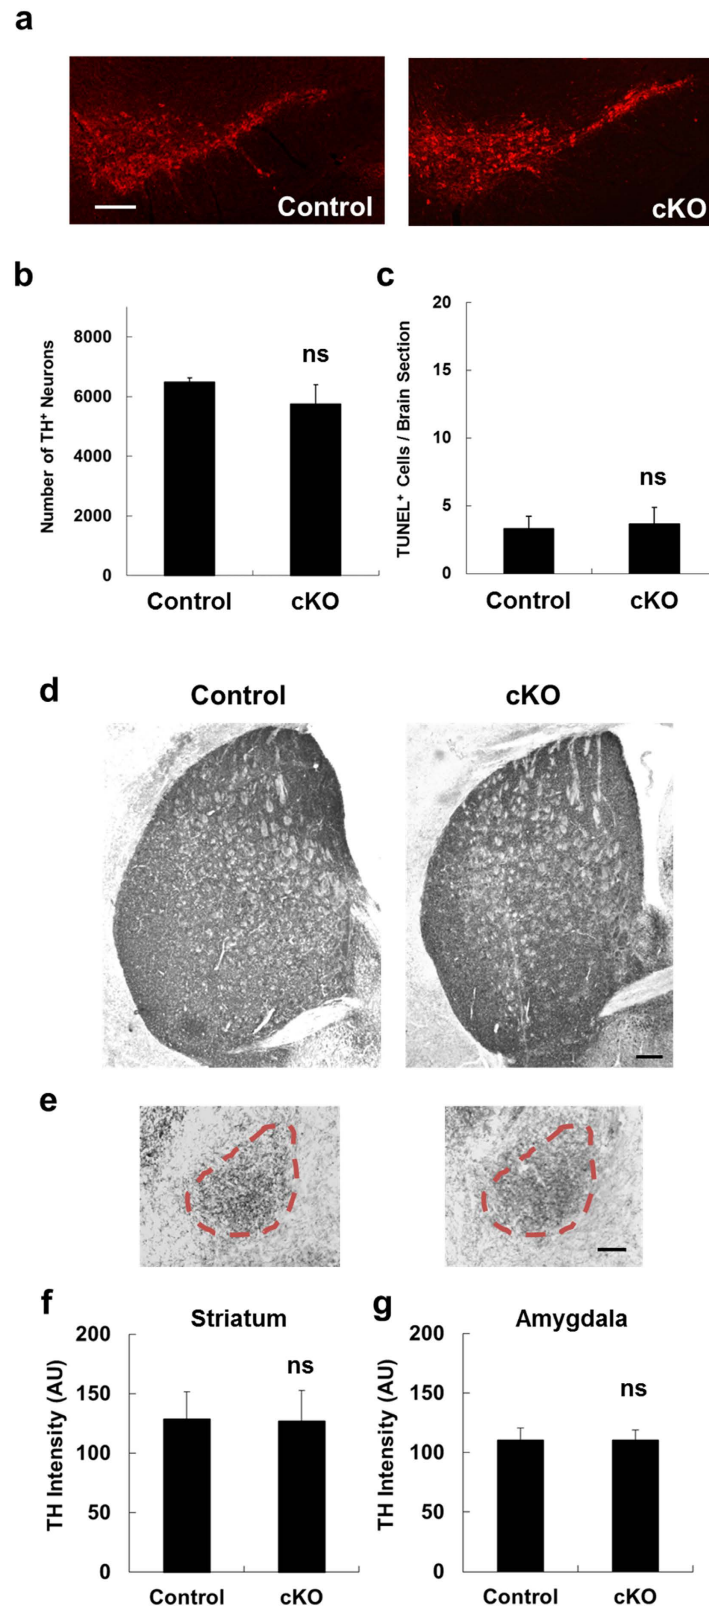 a
Control
cKO
b
c
Number of TH⁺ Neurons
8000
6000
4000
2000
0
ns
Control
cKO
TUNEL⁺ Cells / Brain Section
20
15
10
5
0
ns
Control
cKO
d
Control
cKO
e
f
Striatum
TH Intensity (AU)
200
150
100
50
0
ns
Control
cKO
g
Amygdala
TH Intensity (AU)
200
150
100
50
0
ns
Control
cKO